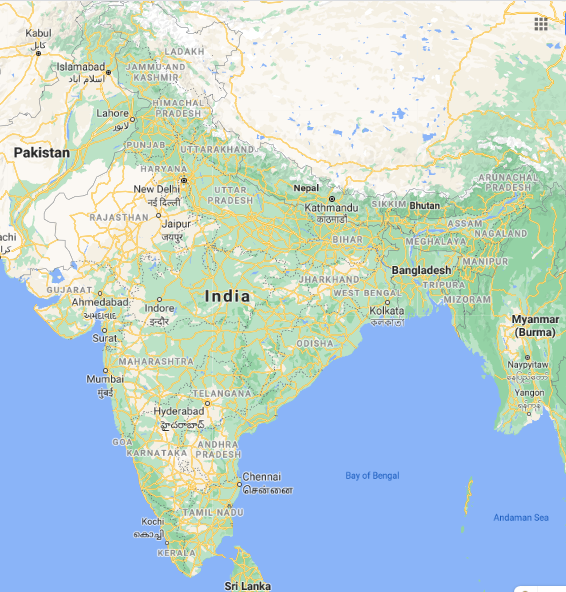 Kabul
کابل
LADAKH
Islamabad
اسلام آباد
JAMMU AND
KASHMIR
HIMACHAL
PRADESH
Lahore
لاہور
Pakistan
PUNJAB
UTTARAKHAND
HARYANA
New Delhi
नई दिल्ली
UTTAR
PRADESH
Nepal
Kathmandu
काठमाडौं
SIKKIM
Bhutan
ARUNACHAL
PRADESH
ASSAM
NAGALAND
RAJASTHAN
Jaipur
जयपुर
BIHAR
MEGHALAYA
MANIPUR
Bangladesh
TRIPURA
MIZORAM
JHARKHAND
WEST BENGAL
Kolkata
India
GUJARAT
Ahmedabad
અમદાવાદ
Indore
इन्दौर
Surat
ODISHA
Myanmar
(Burma)
Naypyitaw
Yangon
MAHARASHTRA
Mumbai
मुंबई
TELANGANA
Hyderabad
హైదరాబాద్
GOA
KARNATAKA
ANDHRA
PRADESH
Chennai
சென்னை
Bay of Bengal
Andaman Sea
TAMIL NADU
Kochi
കൊച്ചി
KERALA
Sri Lanka